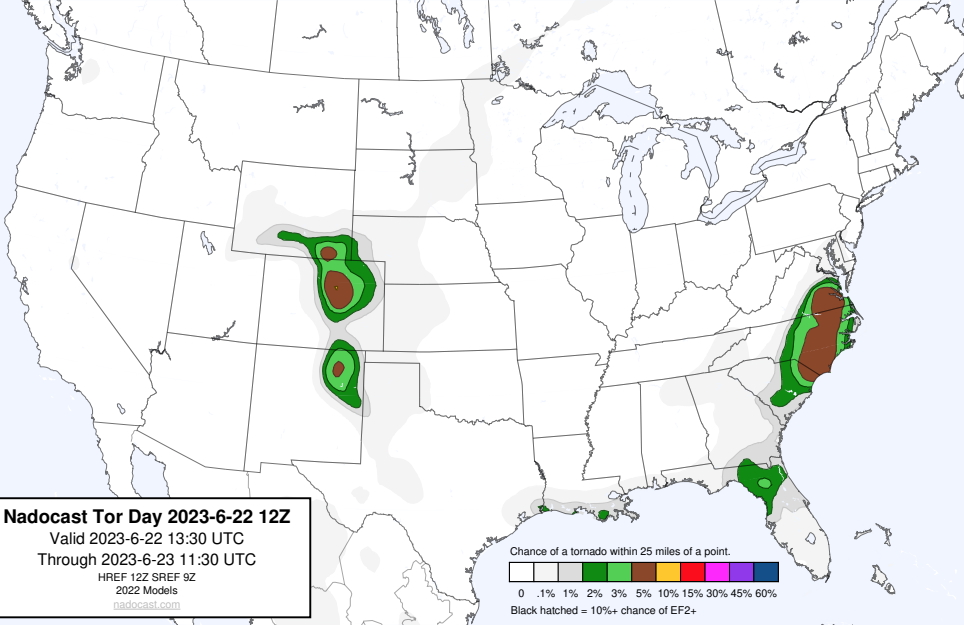 Nadocast Tor Day 2023-6-22 12Z
Valid 2023-6-22 13:30 UTC
Through 2023-6-23 11:30 UTC
HREF 12Z SREF 9Z
2022 Models
nadocast.com
Chance of a tornado within 25 miles of a point.
0 .1% 1% 2% 3% 5% 10% 15% 30% 45% 60%
Black hatched = 10%+ chance of EF2+